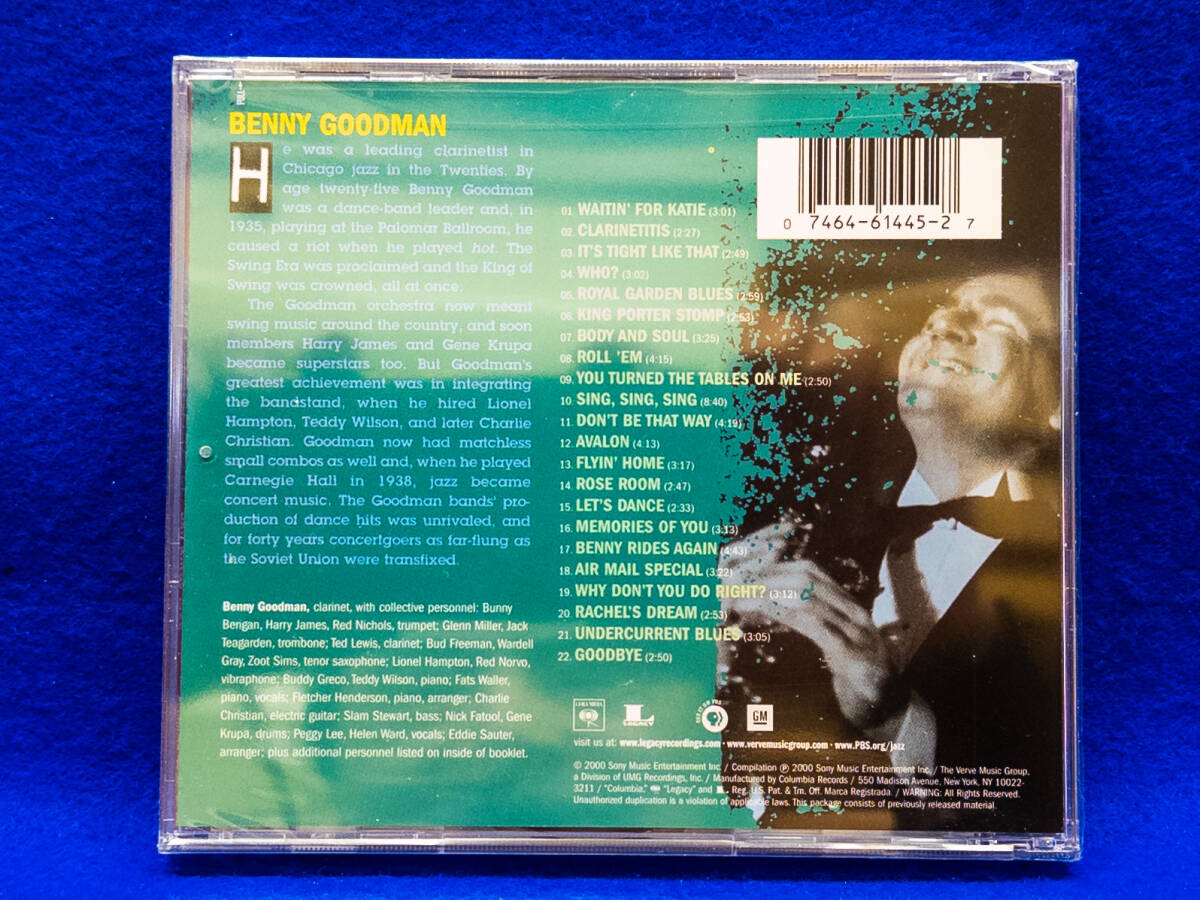 PULL
BENNY GOODMAN
He was a leading clarinetist in
Chicago jazz in the Twenties. By
age twenty-five Benny Goodman
was a dance-band leader and, in
1935, playing at the Palomar Ballroom, he
caused a riot when he played hot. The
Swing Era was proclaimed and the King of
Swing was crowned, all at once.
The Goodman orchestra now meant
swing music around the country, and soon
members Harry James and Gene Krupa
became superstars too. But Goodman's
greatest achievement was in integrating
the bandstand, when he hired Lionel
Hampton, Teddy Wilson, and later Charlie
Christian. Goodman now had matchless
small combos as well and, when he played
Carnegie Hall in 1938, jazz became
concert music. The Goodman bands' pro-
duction of dance hits was unrivaled, and
for forty years concertgoers as far-flung as
the Soviet Union were transfixed.
Benny Goodman, clarinet, with collective personnel: Bunny
Bengan, Harry James, Red Nichols, trumpet; Glenn Miller, Jack
Teagarden, trombone; Ted Lewis, clarinet; Bud Freeman, Wardell
Gray, Zoot Sims, tenor saxophone; Lionel Hampton, Red Norvo,
vibraphone; Buddy Greco, Teddy Wilson, piano; Fats Waller,
piano, vocals; Fletcher Henderson, piano, arranger; Charlie
Christian, electric guitar; Slam Stewart, bass; Nick Fatool, Gene
Krupa, drums; Peggy Lee, Helen Ward, vocals; Eddie Sauter,
arranger; plus additional personnel listed on inside of booklet.
01 WAITIN' FOR KATIE (3:01)
02. CLARINETITIS (2:27)
03. IT'S TIGHT LIKE THAT (2:49)
04. WHO? (3:02)
05. ROYAL GARDEN BLUES (2:59)
06. KING PORTER STOMP (2:53)
07. BODY AND SOUL (3:25)
08. ROLL 'EM (4:15)
09. YOU TURNED THE TABLES ON ME (2:50)
10. SING, SING, SING (8:40)
11. DON'T BE THAT WAY (4:19)
12. AVALON (4:13)
13. FLYIN' HOME (3:17)
14. ROSE ROOM (2:47)
15. LET'S DANCE (2:33)
16. MEMORIES OF YOU (3:13)
17. BENNY RIDES AGAIN (4:43)
18. AIR MAIL SPECIAL (3:22)
19. WHY DON'T YOU DO RIGHT? (3:12)
20. RACHEL'S DREAM (2:53)
21. UNDERCURRENT BLUES (3:05)
22. GOODBYE (2:50)
0 7464-61445-2 7
COLUMBIA
LEGACY
SEE IT ON PBS
GM
visit us at: www.legacyrecordings.com · www.vervemusicgroup.com · www.PBS.org/jazz
© 2000 Sony Music Entertainment Inc. / Compilation ℗ 2000 Sony Music Entertainment Inc. / The Verve Music Group,
a Division of UMG Recordings, Inc. / Manufactured by Columbia Records / 550 Madison Avenue, New York, NY 10022-
3211 / "Columbia," "Legacy" and L Reg. U.S. Pat. & Tm. Off. Marca Registrada. / WARNING: All Rights Reserved.
Unauthorized duplication is a violation of applicable laws. This package consists of previously released material.